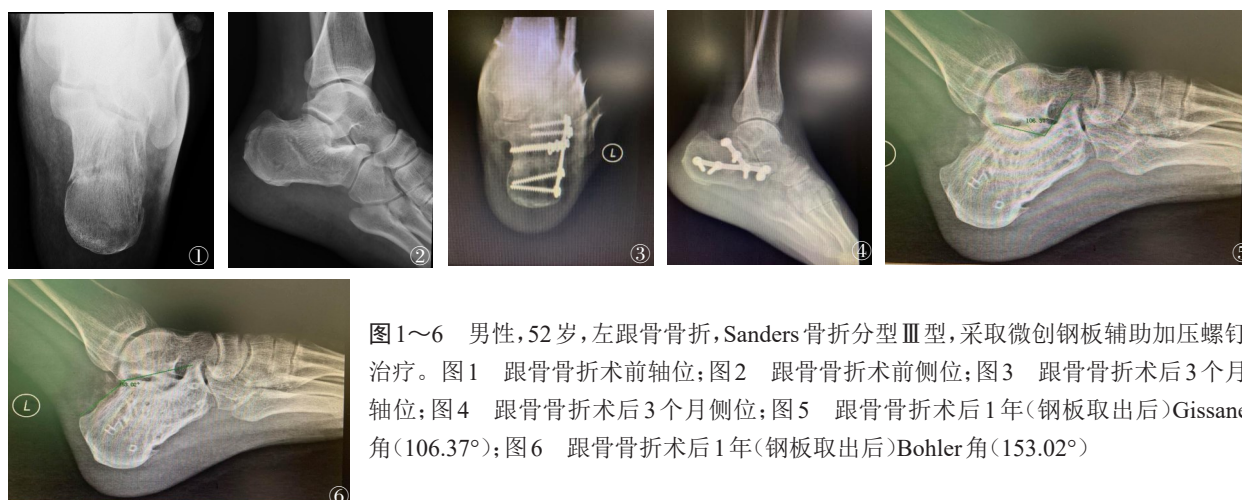 ①
②
L
③
④
106.37°
⑤
L
153.02°
⑥
图1～6 男性,52岁,左跟骨骨折,Sanders骨折分型Ⅲ型,采取微创钢板辅助加压螺钉
治疗。图1 跟骨骨折术前轴位;图2 跟骨骨折术前侧位;图3 跟骨骨折术后3个月
轴位;图4 跟骨骨折术后3个月侧位;图5 跟骨骨折术后1年(钢板取出后)Gissane
角(106.37°);图6 跟骨骨折术后1年(钢板取出后)Bohler角(153.02°)